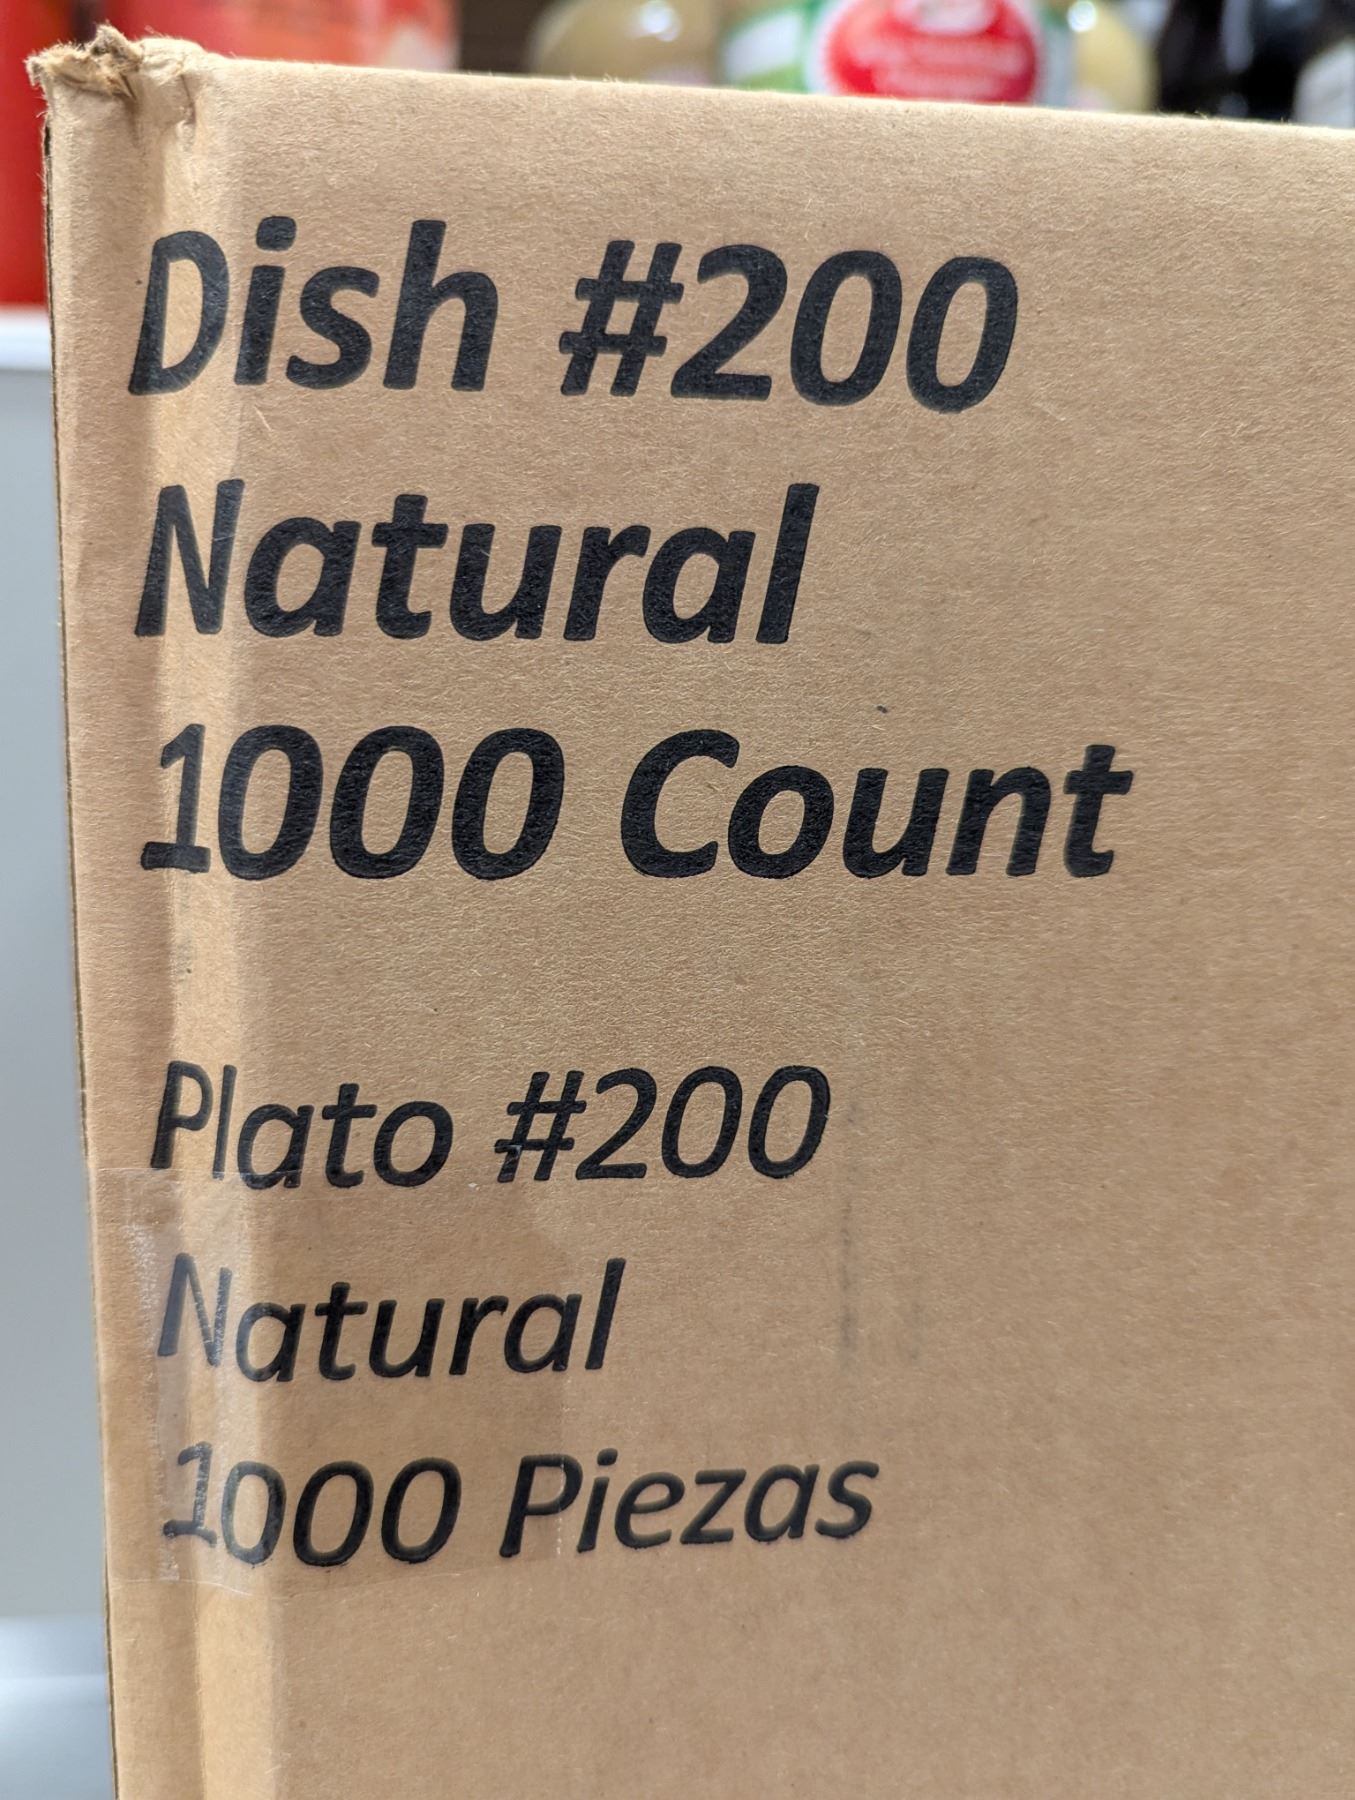 Dish #200
Natural
1000 Count
Plato #200
Natural
1000 Piezas